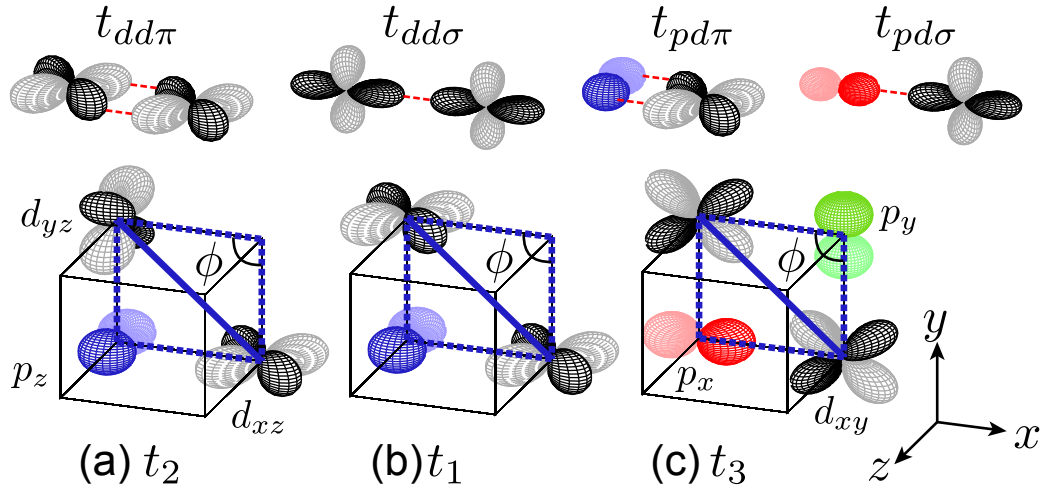 t_{ddπ} t_{ddσ} t_{pdπ} t_{pdσ}
d_{yz} p_y
ϕ ϕ ϕ
y
p_z d_{xz} p_x d_{xy} z x
(a) t_2 (b) t_1 (c) t_3